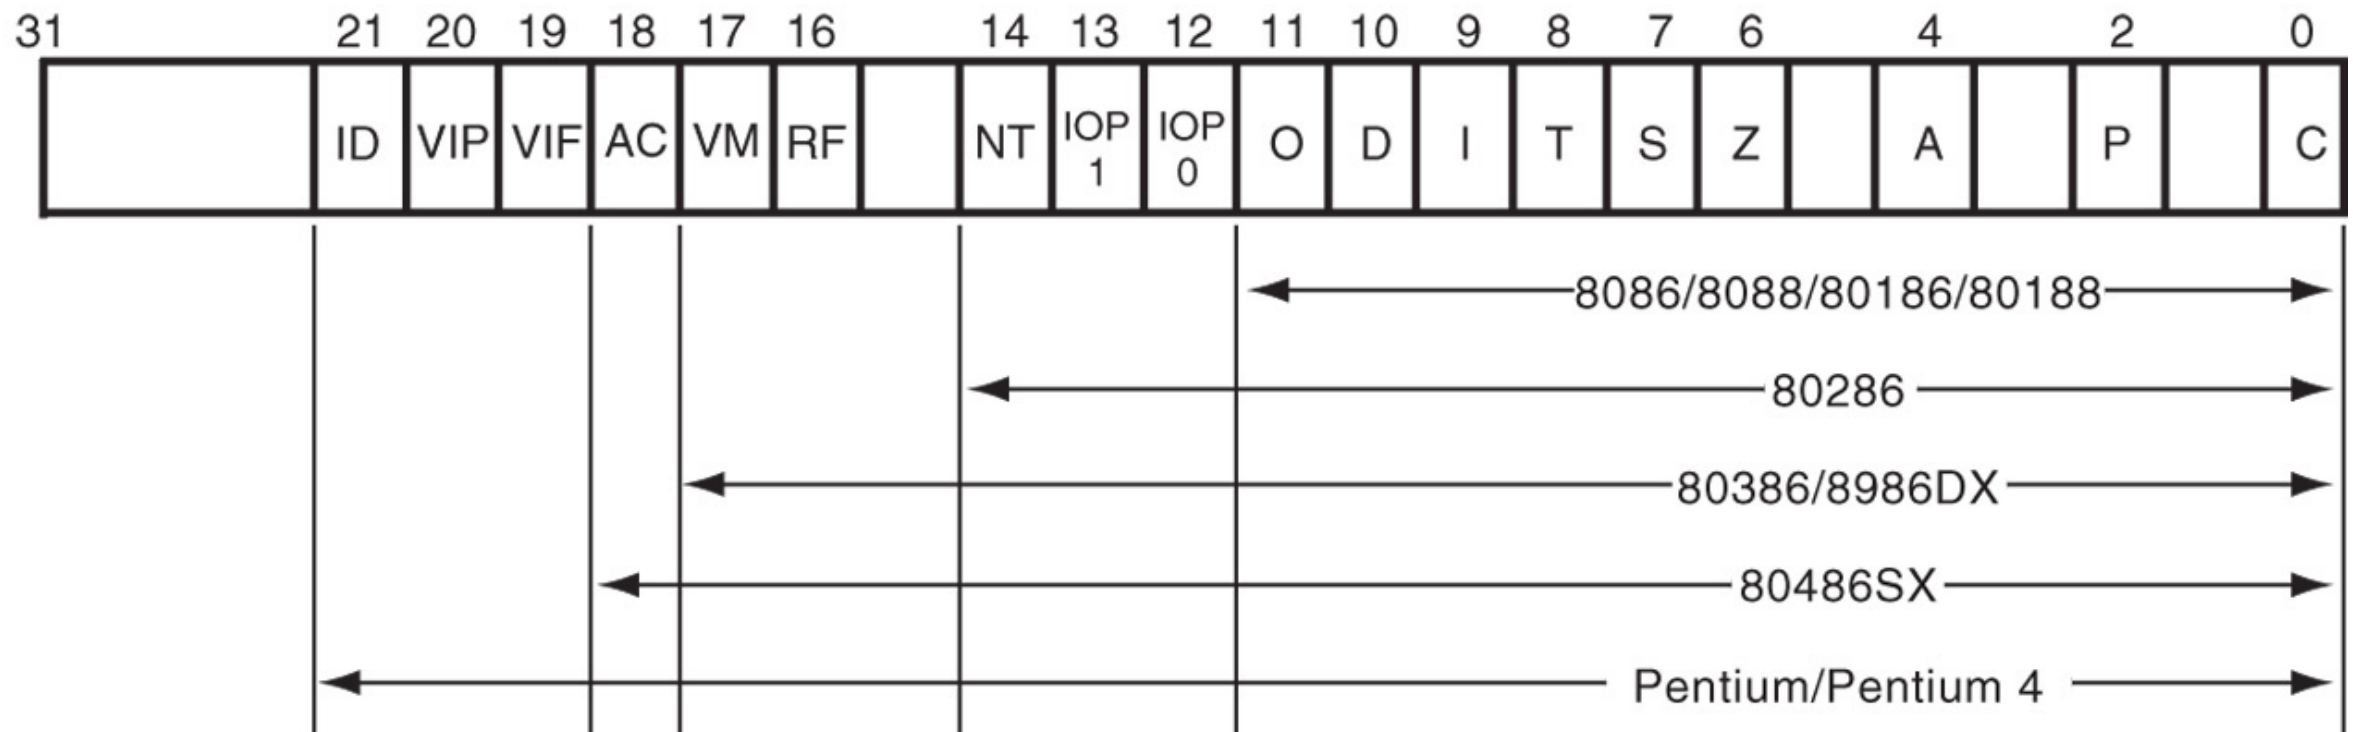 31 21 20 19 18 17 16 14 13 12 11 10 9 8 7 6 4 2 0
ID VIP VIF AC VM RF NT IOP 1 IOP 0 O D I T S Z A P C
8086/8088/80186/80188
80286
80386/8986DX
80486SX
Pentium/Pentium 4